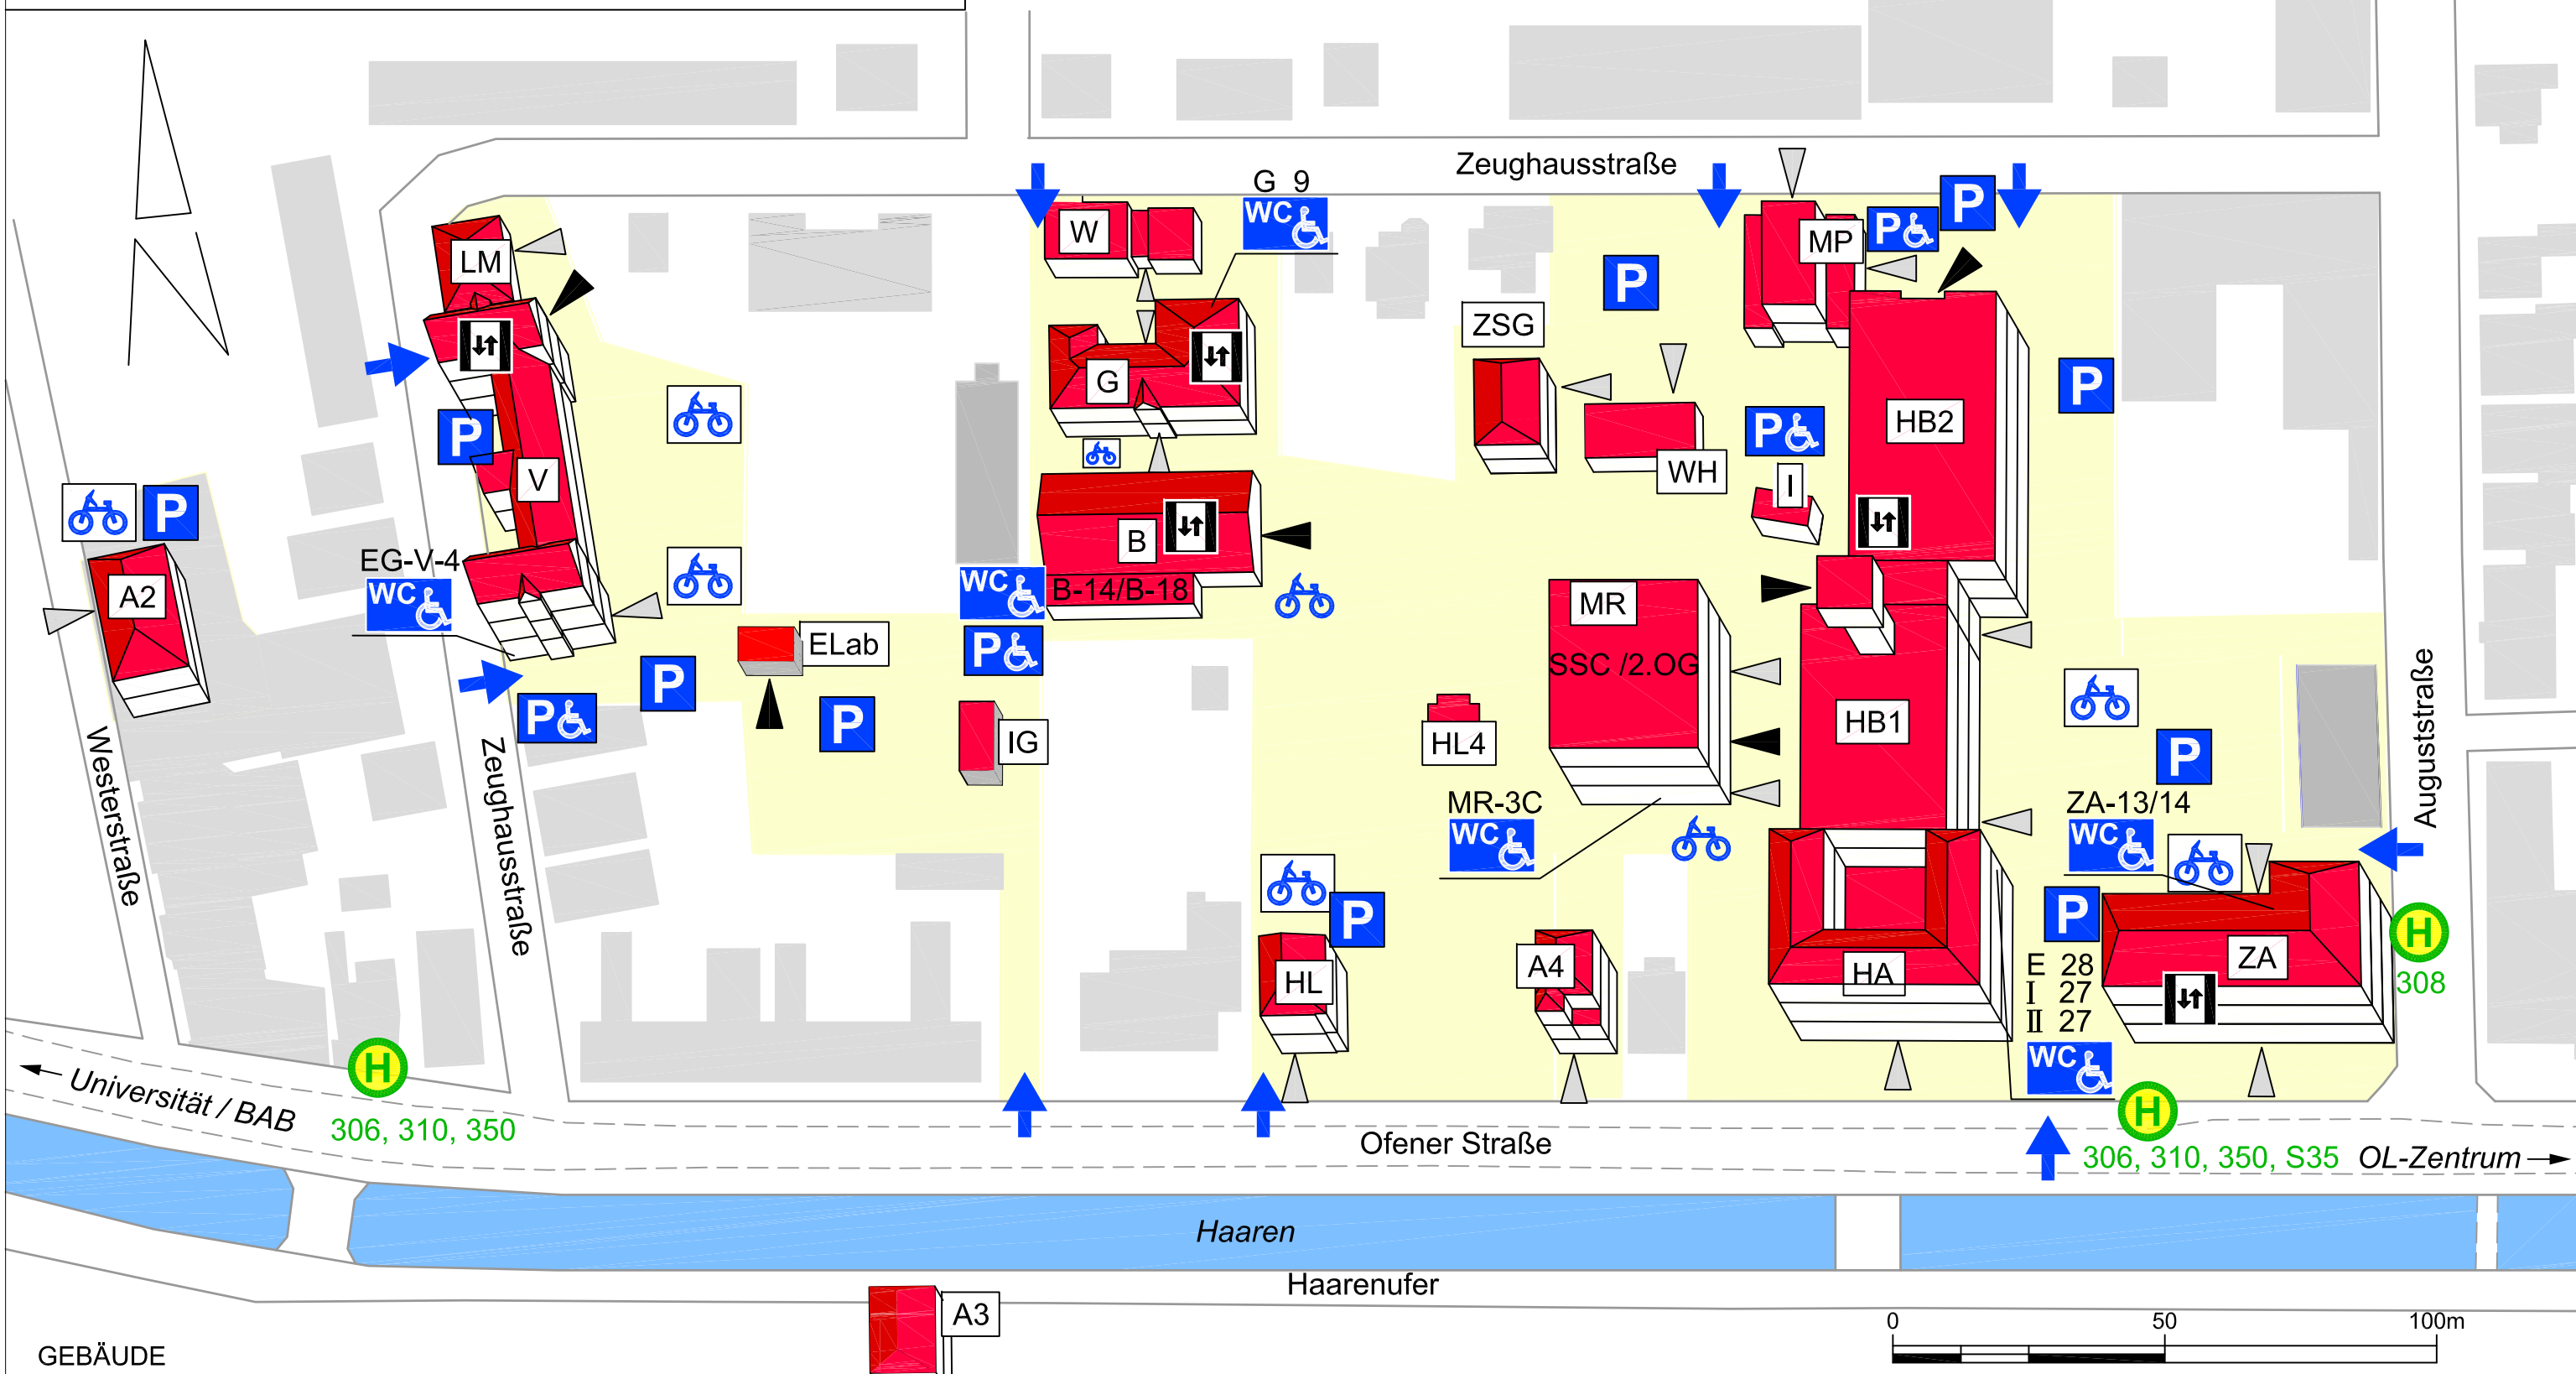 Zeughausstraße
G 9
WC
W
P
P
MP
LM
P
ZSG
G
P
HB2
P
P
WH
V
I
P
B
EG-V-4
WC
A2
WC
B-14/B-18
MR
ELab
P
SSC /2.OG
P
P
P
IG
HL4
HB1
P
Westerstraße
Zeughausstraße
Auguststraße
MR-3C
WC
ZA-13/14
WC
P
P
HL
A4
HA
ZA
H
308
E 28
I 27
II 27
WC
H
Universität / BAB
306, 310, 350
H
306, 310, 350, S35
OL-Zentrum
Ofener Straße
Haaren
Haarenufer
A3
0 50 100m
GEBÄUDE